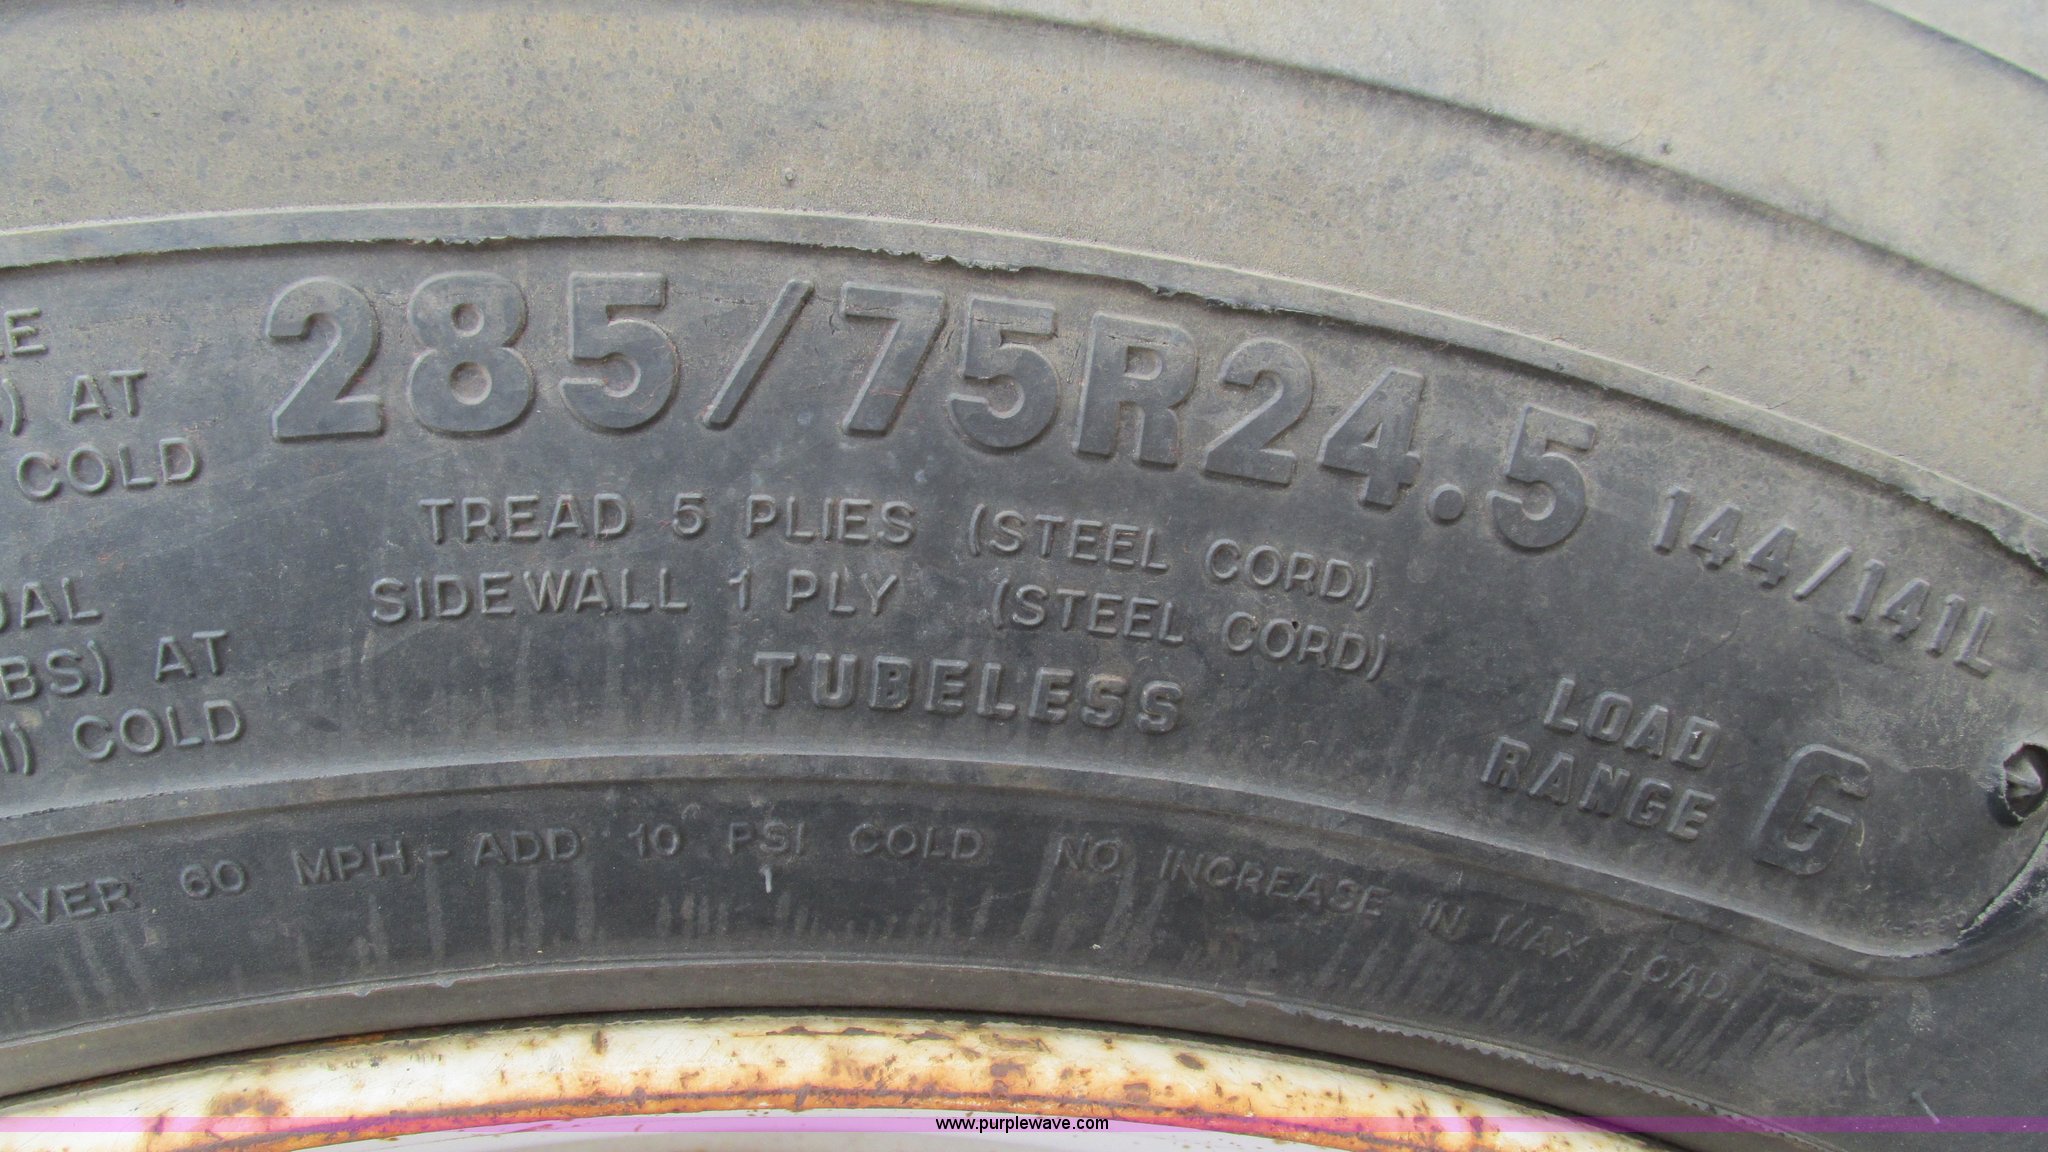 LE
) AT
COLD
UAL
BS) AT
I) COLD
285/75R24.5
144/141L
TREAD 5 PLIES (STEEL CORD)
SIDEWALL 1 PLY (STEEL CORD)
TUBELESS
LOAD
RANGE G
OVER 60 MPH - ADD 10 PSI COLD NO INCREASE IN MAX LOAD
www.purplewave.com